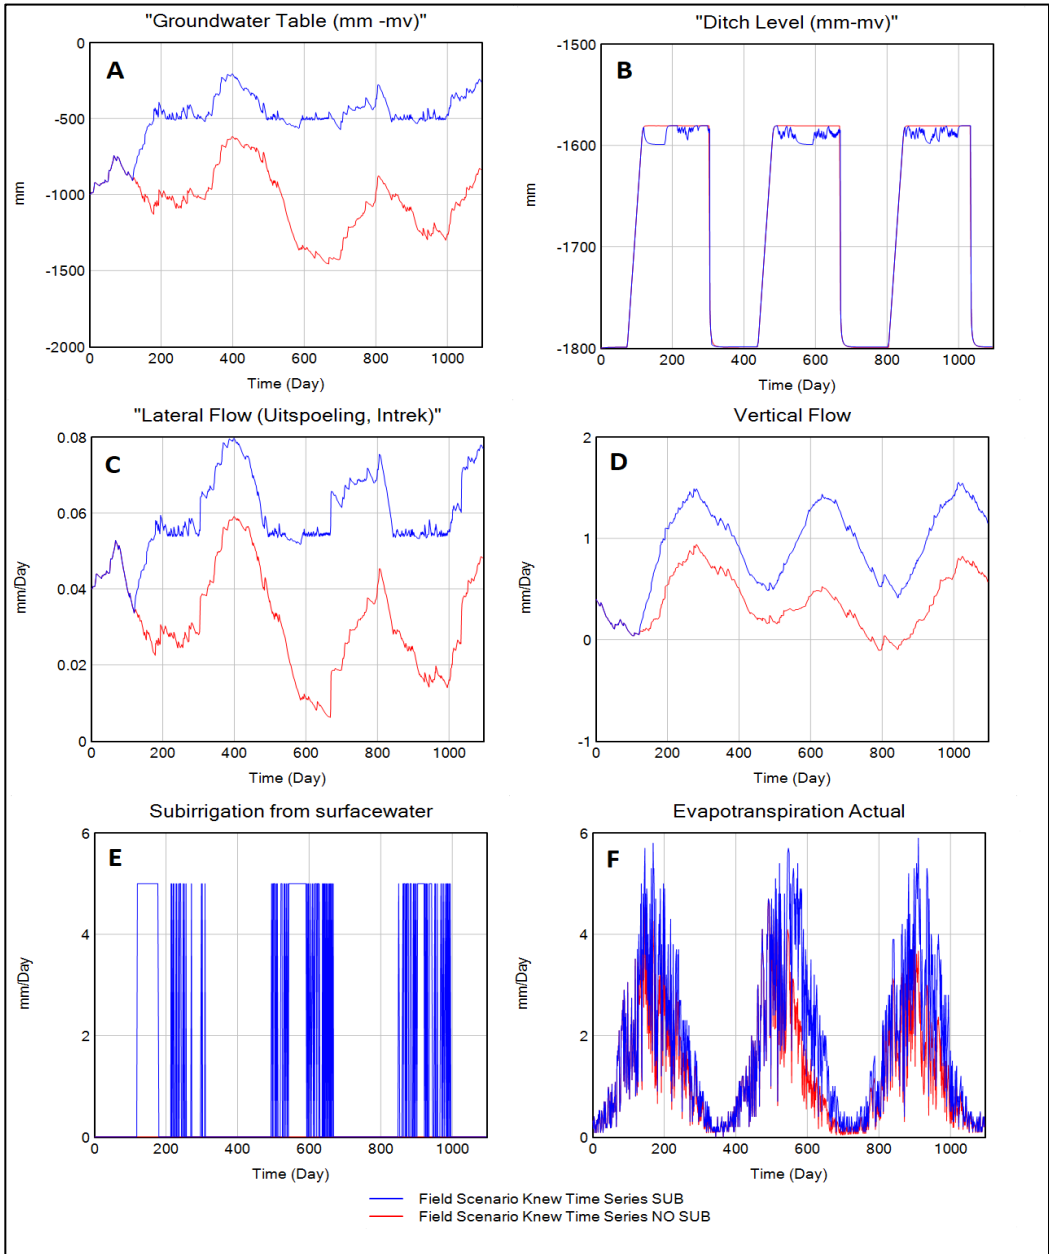 "Groundwater Table (mm -mv)"
A
0
-500
-1000
-1500
-2000
mm
0 200 400 600 800 1000
Time (Day)
"Ditch Level (mm-mv)"
B
-1500
-1600
-1700
-1800
mm
0 200 400 600 800 1000
Time (Day)
"Lateral Flow (Uitspoeling, Intrek)"
C
0.08
0.06
0.04
0.02
0
mm/Day
0 200 400 600 800 1000
Time (Day)
Vertical Flow
D
2
1
0
-1
mm/Day
0 200 400 600 800 1000
Time (Day)
Subirrigation from surfacewater
E
6
4
2
0
mm/Day
0 200 400 600 800 1000
Time (Day)
Evapotranspiration Actual
F
6
4
2
0
mm/Day
0 200 400 600 800 1000
Time (Day)
Field Scenario Knew Time Series SUB
Field Scenario Knew Time Series NO SUB